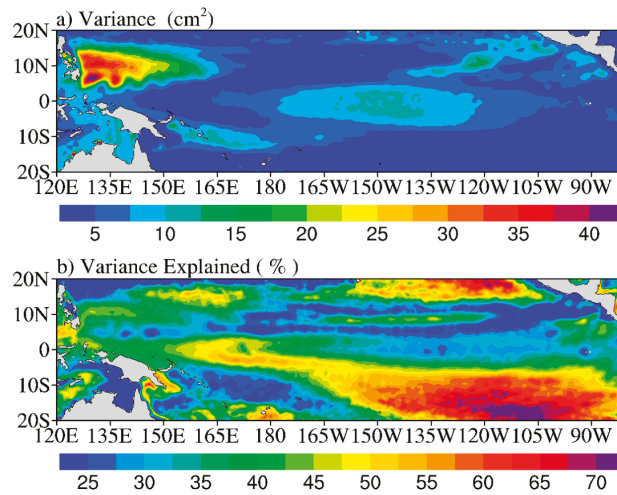 a) Variance (cm²)
20N
10N
0
10S
20S
120E 135E 150E 165E 180 165W 150W 135W 120W 105W 90W
5 10 15 20 25 30 35 40
b) Variance Explained ( % )
20N
10N
0
10S
20S
120E 135E 150E 165E 180 165W 150W 135W 120W 105W 90W
25 30 35 40 45 50 55 60 65 70